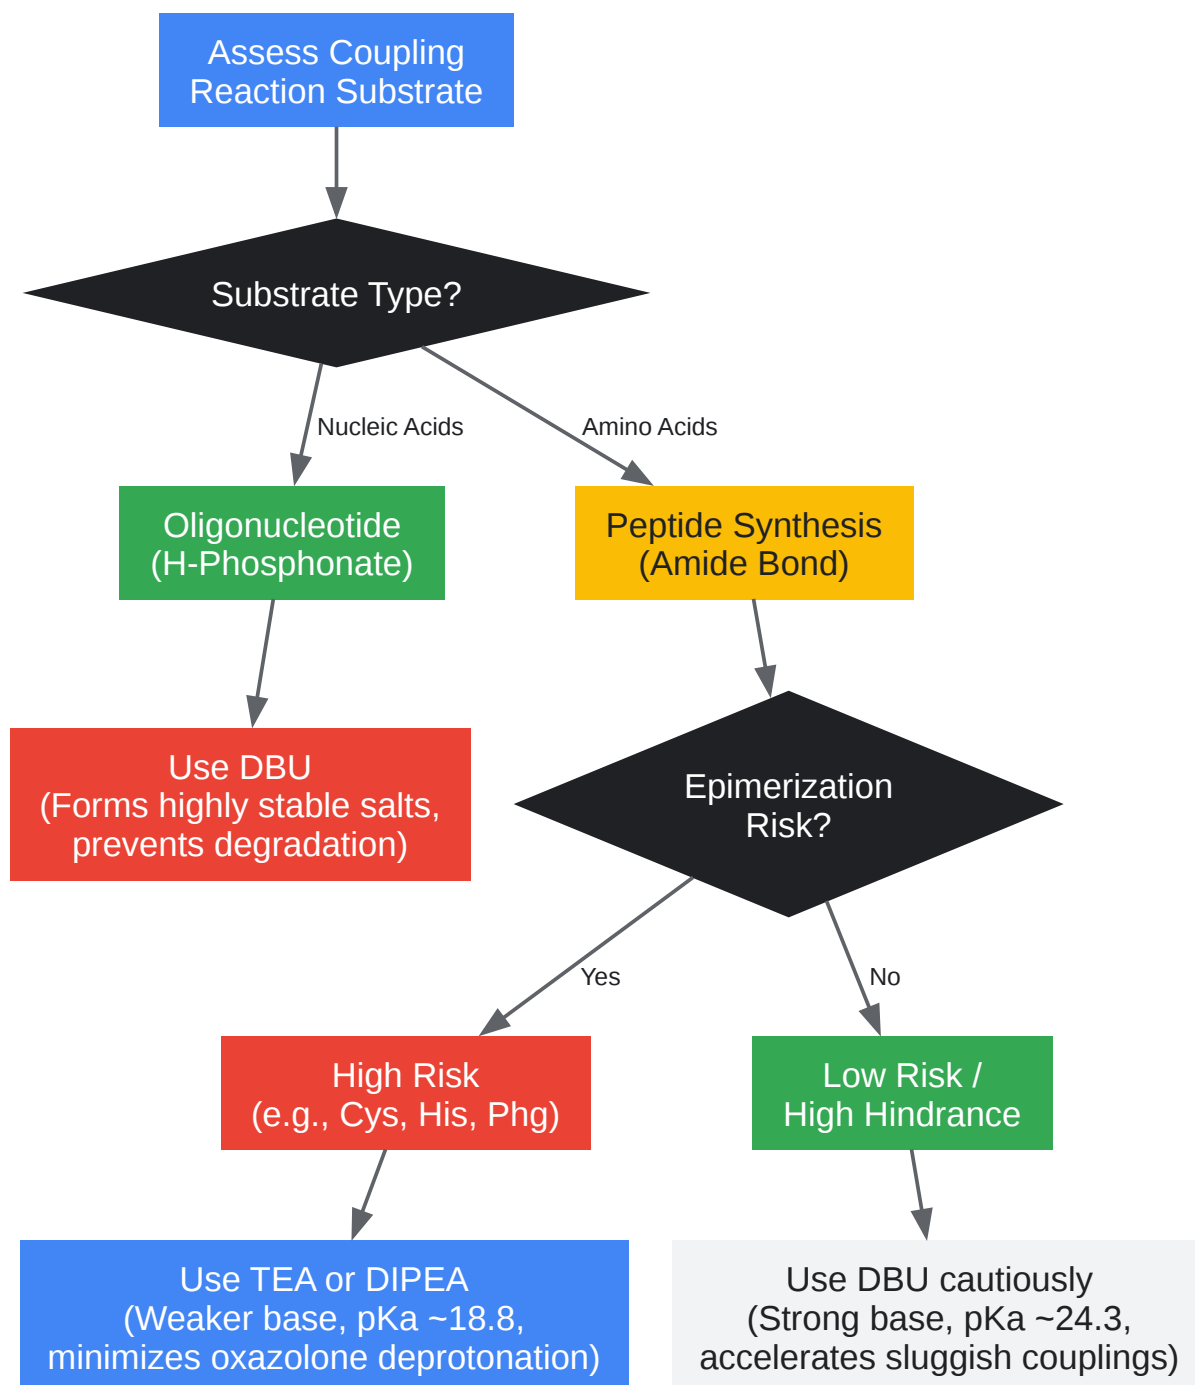 Assess Coupling
Reaction Substrate
Substrate Type?
Nucleic Acids
Amino Acids
Oligonucleotide
(H-Phosphonate)
Peptide Synthesis
(Amide Bond)
Use DBU
(Forms highly stable salts,
prevents degradation)
Epimerization
Risk?
Yes
No
High Risk
(e.g., Cys, His, Phg)
Low Risk /
High Hindrance
Use TEA or DIPEA
(Weaker base, pKa ~18.8,
minimizes oxazolone deprotonation)
Use DBU cautiously
(Strong base, pKa ~24.3,
accelerates sluggish couplings)